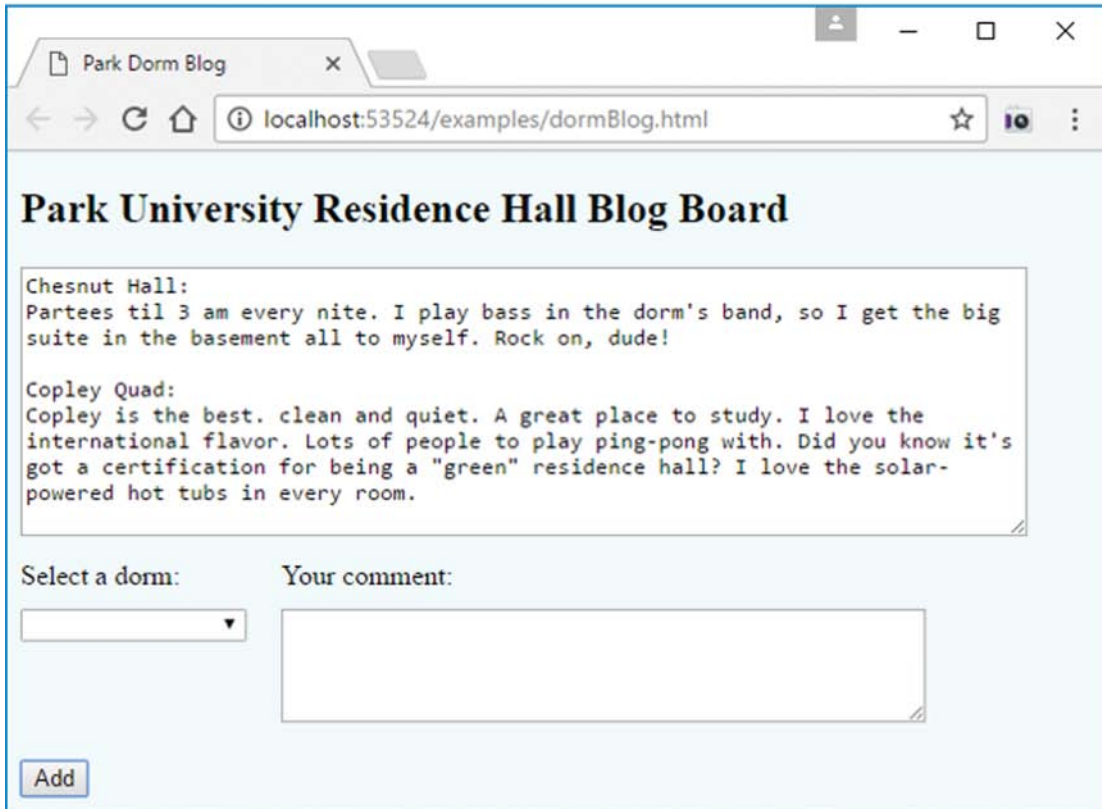 Park Dorm Blog
localhost:53524/examples/dormBlog.html
Park University Residence Hall Blog Board
Chesnut Hall:
Partees til 3 am every nite. I play bass in the dorm's band, so I get the big
suite in the basement all to myself. Rock on, dude!
Copley Quad:
Copley is the best. clean and quiet. A great place to study. I love the
international flavor. Lots of people to play ping-pong with. Did you know it's
got a certification for being a "green" residence hall? I love the solar-
powered hot tubs in every room.
Select a dorm:
Your comment:
Add